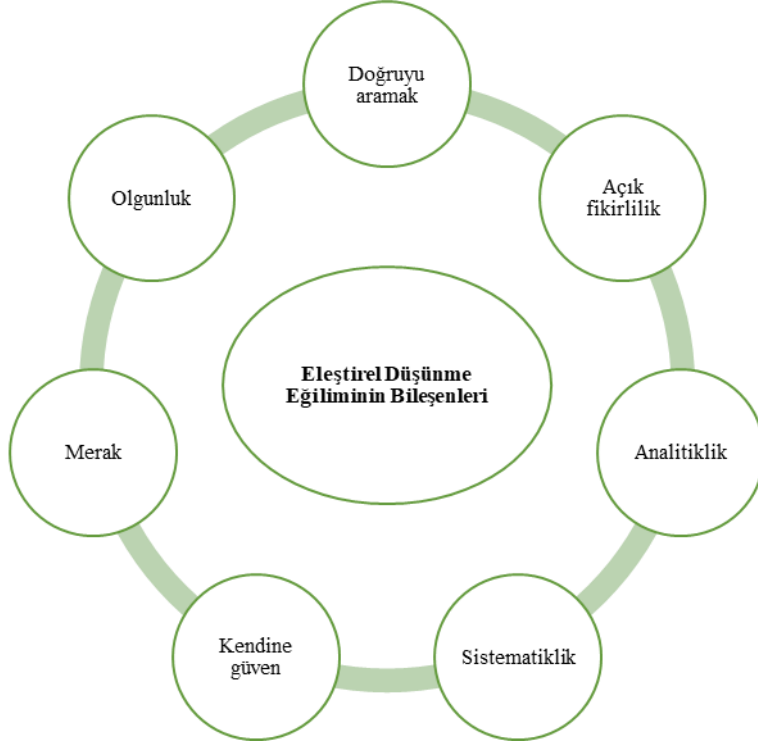 Doğruyu
aramak
Açık
fikirlilik
Analitiklik
Sistematiklik
Kendine
güven
Merak
Olgunluk
Eleştirel Düşünme
Eğiliminin Bileşenleri